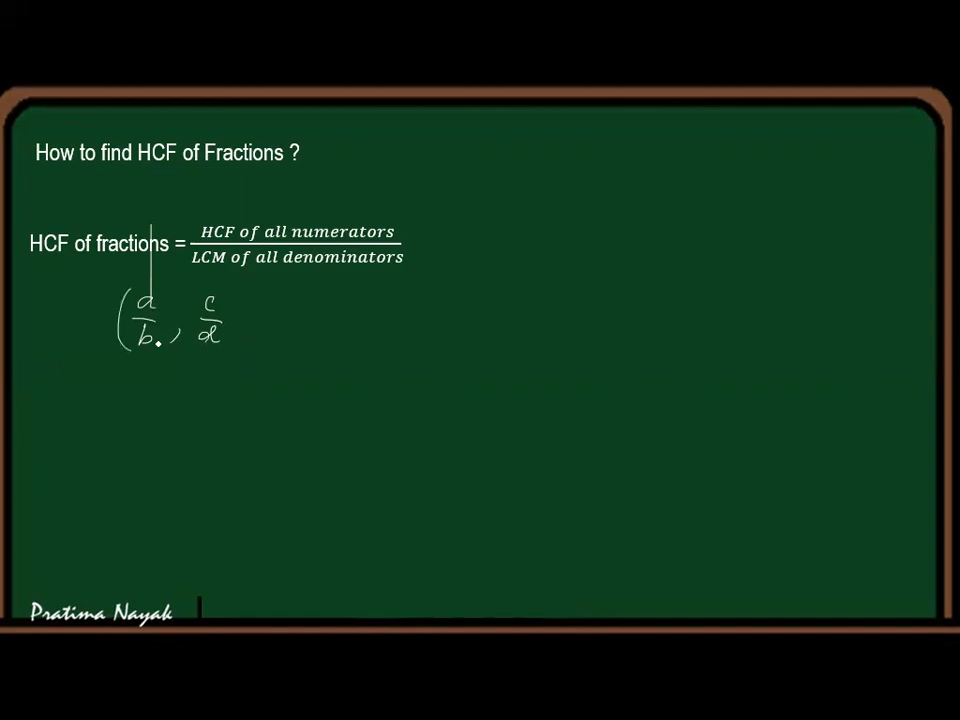 How to find HCF of Fractions ?
HCF of fractions = HCF of all numerators / LCM of all denominators
(a/b, c/d
Pratima Nayak